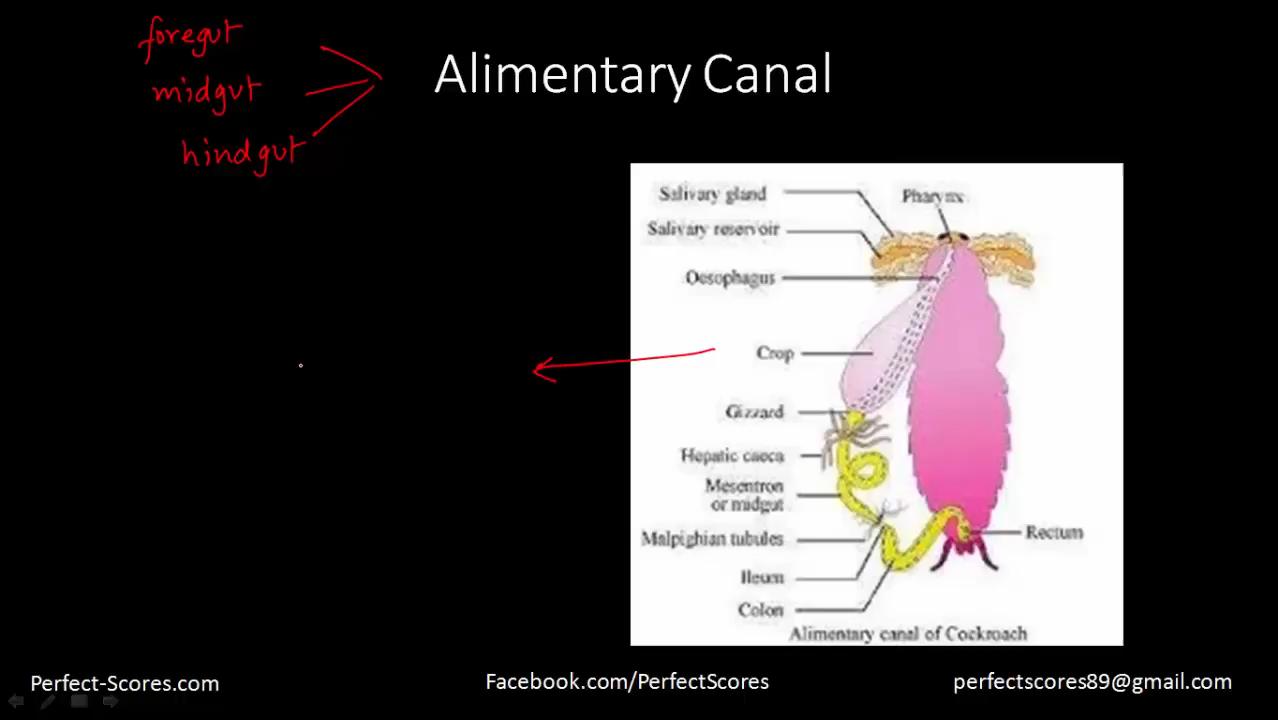 foregut
midgut
hindgut
Alimentary Canal
Salivary gland
Pharynx
Salivary reservoir
Oesophagus
Crop
Gizzard
Hepatic caeca
Mesentron
or midgut
Malpighian tubules
Rectum
Ileum
Colon
Alimentary canal of Cockroach
Perfect-Scores.com
Facebook.com/PerfectScores
perfectscores89@gmail.com